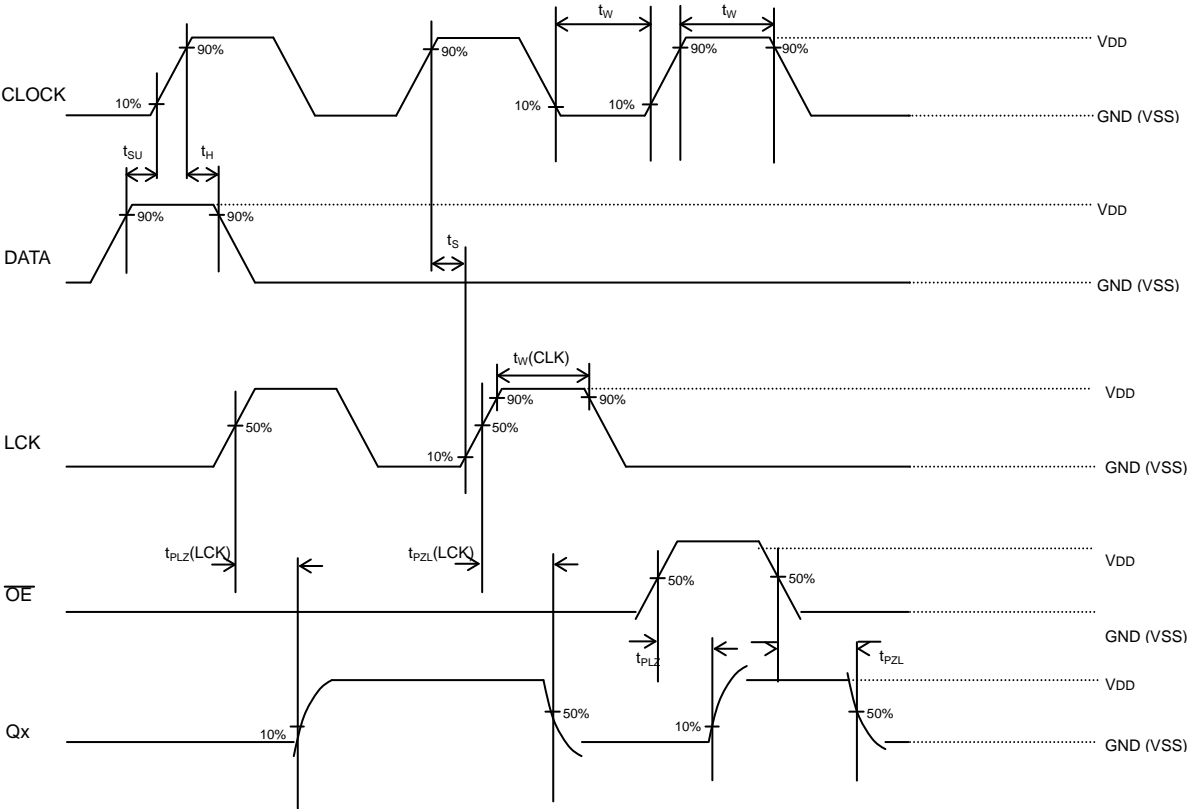 tW tW
90% 90% 90% 90% VDD
CLOCK
10% 10% 10% GND (VSS)
tSU tH
90% 90% VDD
DATA tS
GND (VSS)
tW(CLK)
90% 90% VDD
50% 50%
LCK
10% GND (VSS)
tPLZ(LCK) tPZL(LCK) VDD
50% 50%
OE
GND (VSS)
tPLZ tPZL
VDD
50% 50%
Qx 10% 10%
GND (VSS)